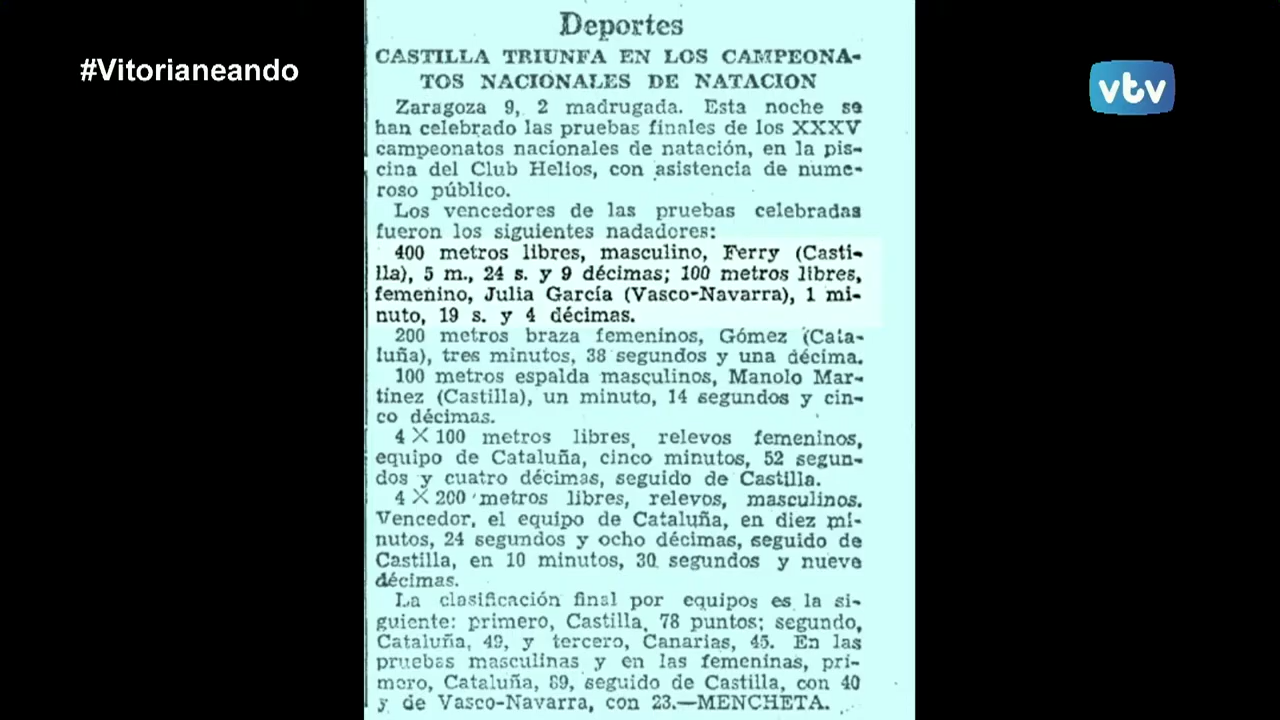 Deportes
#Vitorianeando
vtv
CASTILLA TRIUNFA EN LOS CAMPEONA-
TOS NACIONALES DE NATACION
Zaragoza 9, 2 madrugada. Esta noche se
han celebrado las pruebas finales de los XXXV
campeonatos nacionales de natación, en la pis-
cina del Club Helios, con asistencia de nume-
roso público.
Los vencedores de las pruebas celebradas
fueron los siguientes nadadores:
400 metros libres, masculino, Ferry (Casti-
lla), 5 m., 24 s. y 9 décimas; 100 metros libres,
femenino, Julia García (Vasco-Navarra), 1 mi-
nuto, 19 s. y 4 décimas.
200 metros braza femeninos, Gómez (Cata-
luña), tres minutos, 38 segundos y una décima.
100 metros espalda masculinos, Manolo Mar-
tínez (Castilla), un minuto, 14 segundos y cin-
co décimas.
4 × 100 metros libres, relevos femeninos,
equipo de Cataluña, cinco minutos, 52 segun-
dos y cuatro décimas, seguido de Castilla.
4 × 200 metros libres, relevos, masculinos.
Vencedor, el equipo de Cataluña, en diez mi-
nutos, 24 segundos y ocho décimas, seguido de
Castilla, en 10 minutos, 30 segundos y nueve
décimas.
La clasificación final por equipos es la si-
guiente: primero, Castilla, 78 puntos; segundo,
Cataluña, 49, y tercero, Canarias, 45. En las
pruebas masculinas y en las femeninas, pri-
mero, Cataluña, 89, seguido de Castilla, con 40
y de Vasco-Navarra, con 23.—MENCHETA.